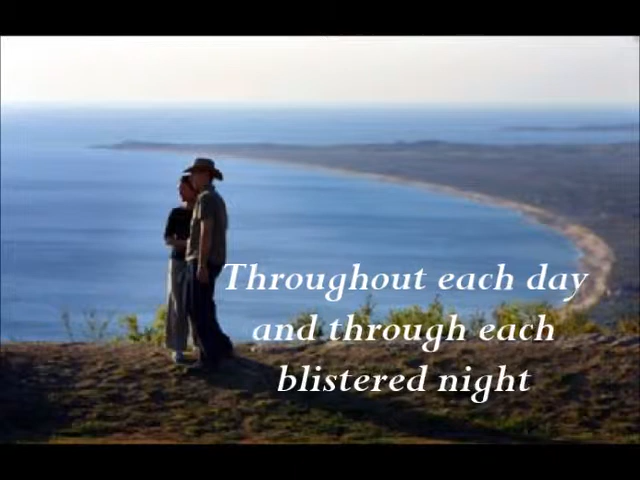 Throughout each day
and through each
blistered night